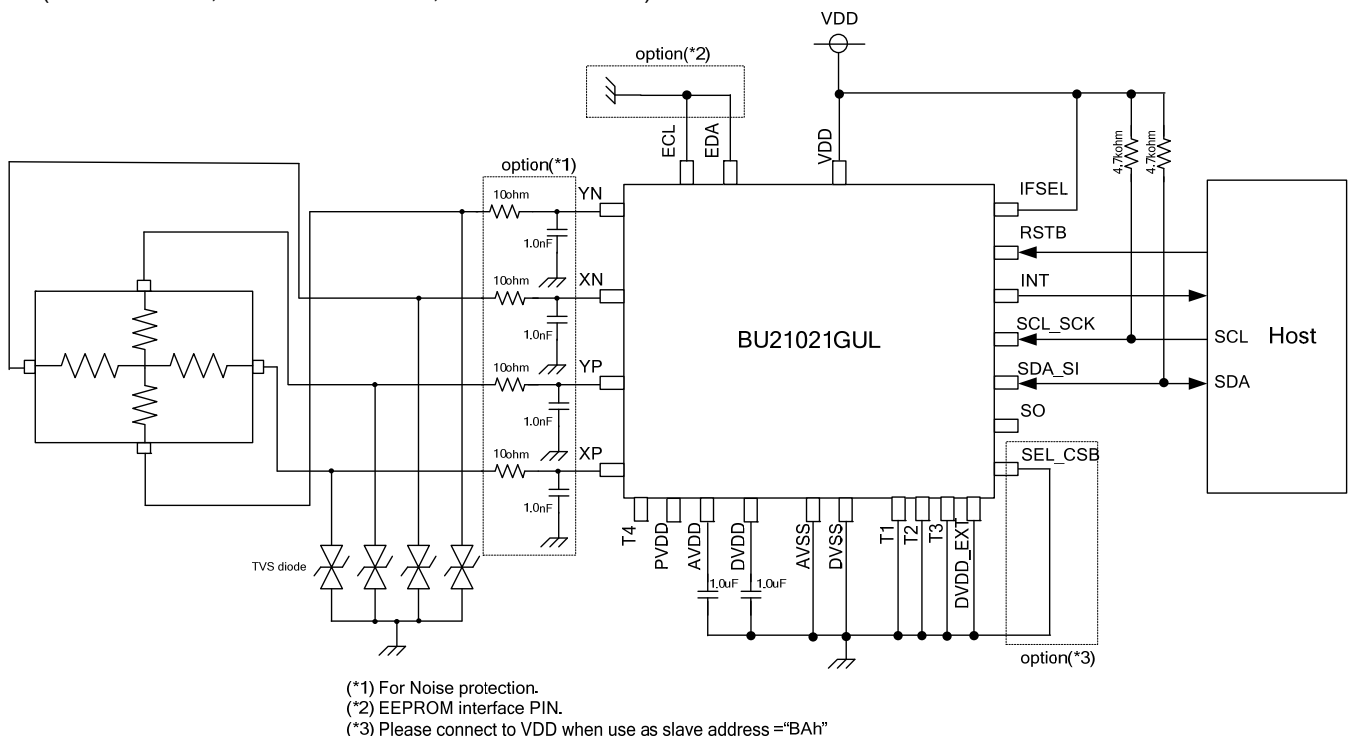 VDD
option(*2)
ECL
EDA
VDD
4.7kohm
4.7kohm
option(*1)
10ohm
YN
1.0nF
10ohm
XN
1.0nF
10ohm
YP
1.0nF
10ohm
XP
1.0nF
BU21021GUL
IFSEL
RSTB
INT
SCL_SCK
SCL
Host
SDA_SI
SDA
SO
SEL_CSB
T4
PVDD
AVDD
DVDD
AVSS
DVSS
T1
T2
T3
DVDD_EXT
TVS diode
1.0uF
1.0uF
option(*3)
(*1) For Noise protection.
(*2) EEPROM interface PIN.
(*3) Please connect to VDD when use as slave address ="BAh"